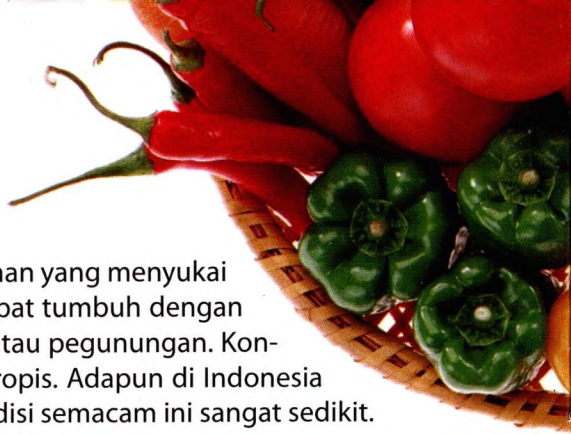 nan yang menyukai
pat tumbuh dengan
tau pegunungan. Kon-
ropis. Adapun di Indonesia
disi semacam ini sangat sedikit.